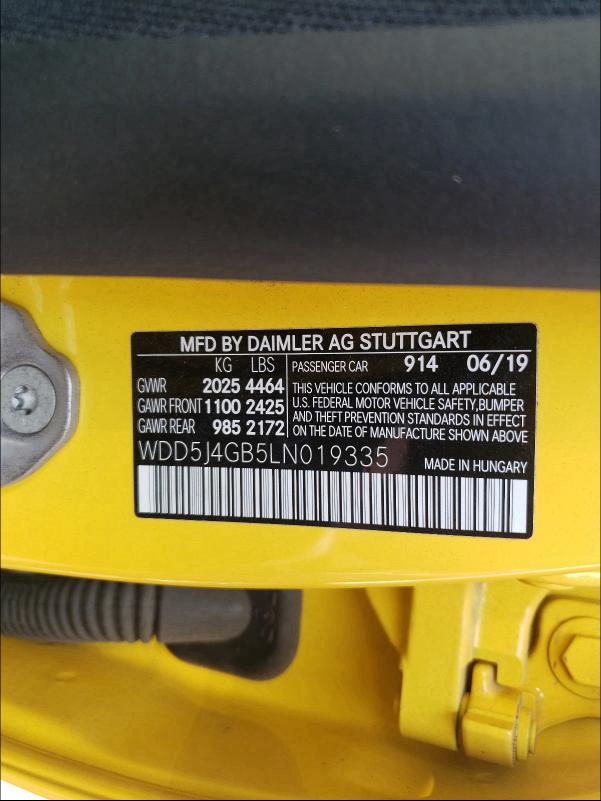 MFD BY DAIMLER AG STUTTGART
KG LBS PASSENGER CAR 914 06/19
GVWR 2025 4464 THIS VEHICLE CONFORMS TO ALL APPLICABLE
U.S. FEDERAL MOTOR VEHICLE SAFETY, BUMPER
GAWR FRONT 1100 2425 AND THEFT PREVENTION STANDARDS IN EFFECT
GAWR REAR 985 2172 ON THE DATE OF MANUFACTURE SHOWN ABOVE
WDD5J4GB5LN019335 MADE IN HUNGARY